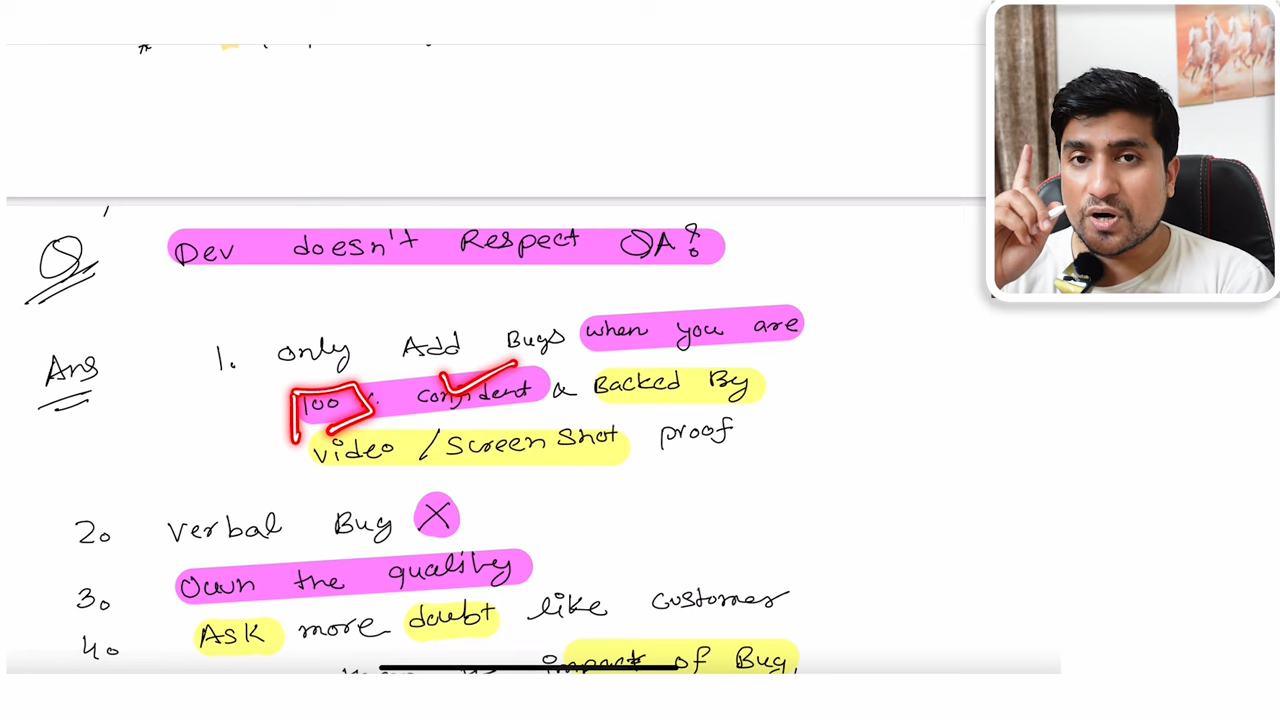 Q
Dev doesn't Respect QA?
Ans
1. only Add Bugs when you are
100 %. confident & Backed By
video / Screen Shot proof
2. Verbal Bug X
3. Own the quality
4. Ask more doubt like customer
impact of Bug,